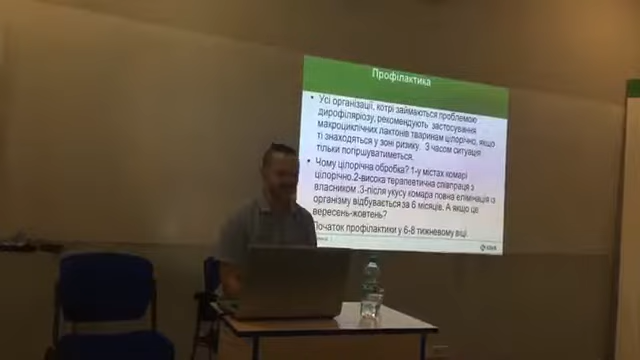 Профілактика
• Усі організації, котрі займаються проблемою
дирофіляріозу, рекомендують застосування
макроциклічних лактонів тваринам цілорічно, якщо
ті знаходяться у зоні ризику. З часом ситуація
тільки погіршуватиметься.
• Чому цілорічна обробка? 1-у містах комарі
цілорічно.2-висока терапевтична співпраця з
власником.3-після укусу комара повна елімінація із
організму відбувається за 6 місяців. А якщо це
вересень-жовтень?
Початок профілактики у 6-8 тижневому віці